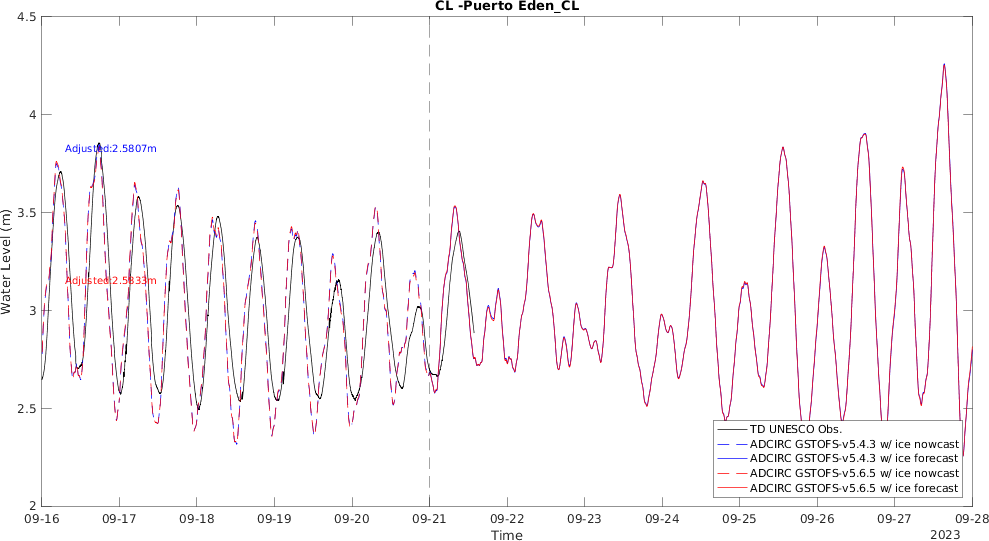 CL -Puerto Eden_CL
Water Level (m)
4.5
4
3.5
3
2.5
2
Adjusted:2.5807m
Adjusted:2.5833m
TD UNESCO Obs.
ADCIRC GSTOFS-v5.4.3 w/ ice nowcast
ADCIRC GSTOFS-v5.4.3 w/ ice forecast
ADCIRC GSTOFS-v5.6.5 w/ ice nowcast
ADCIRC GSTOFS-v5.6.5 w/ ice forecast
09-16 09-17 09-18 09-19 09-20 09-21 09-22 09-23 09-24 09-25 09-26 09-27 09-28
Time
2023